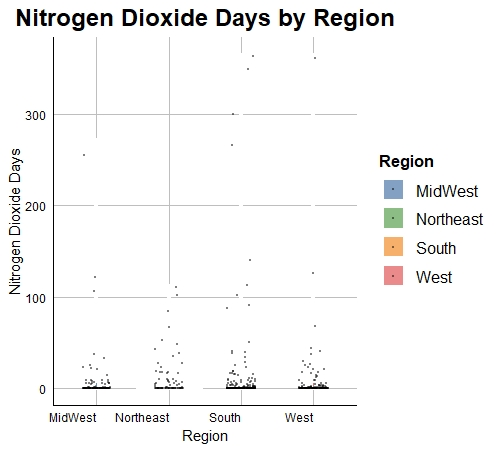 Nitrogen Dioxide Days by Region
Nitrogen Dioxide Days
300
200
100
0
MidWest Northeast South West
Region
Region
MidWest
Northeast
South
West